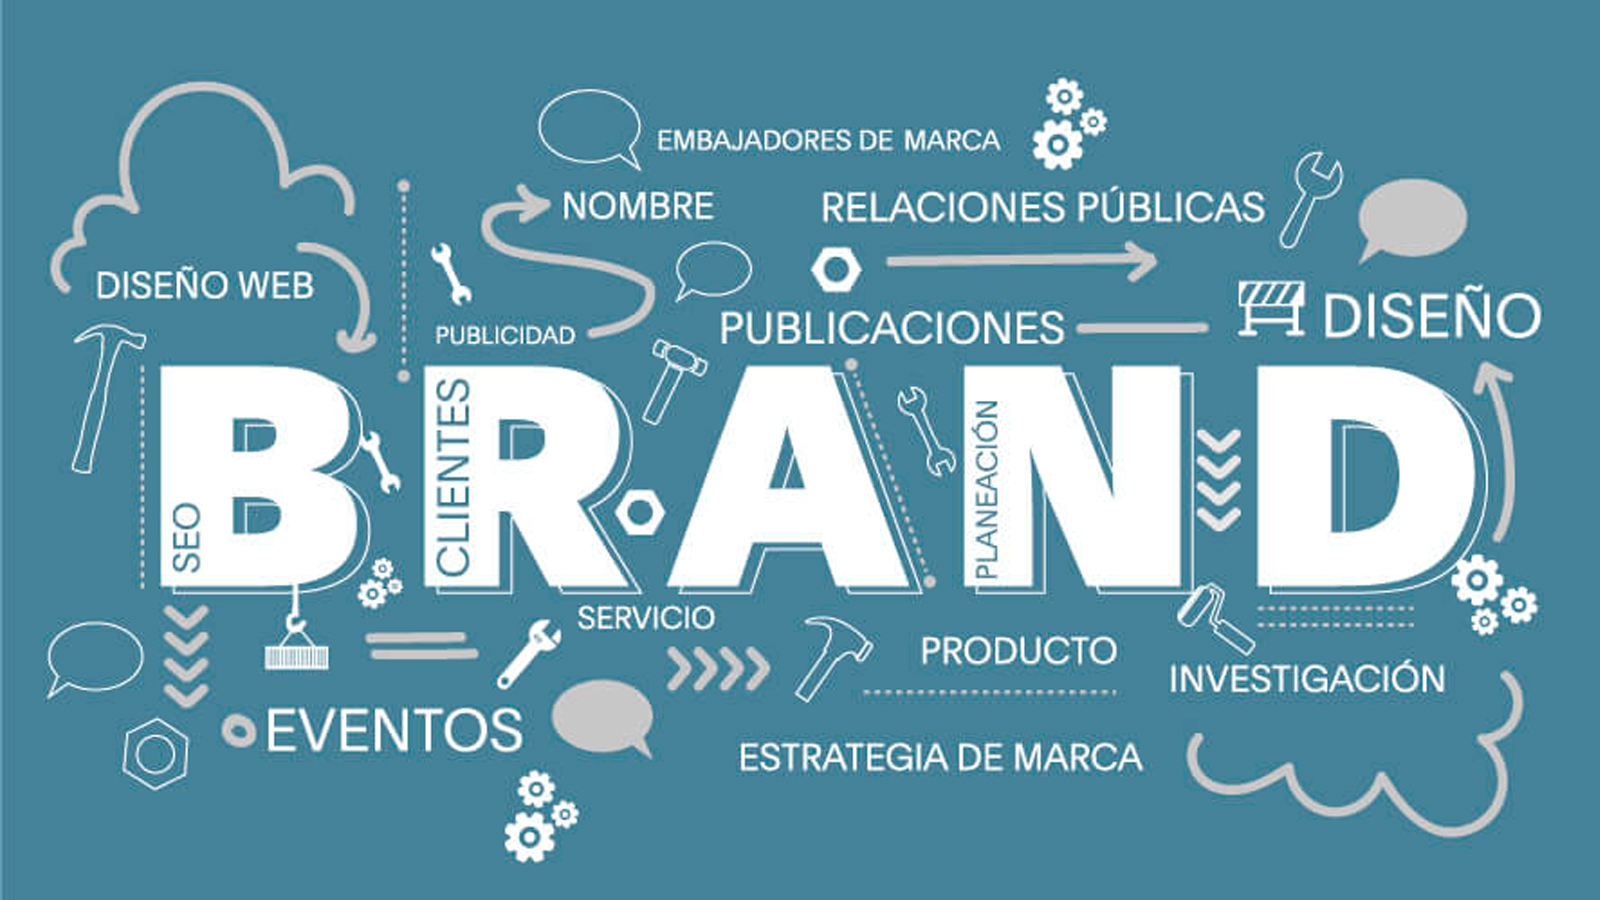 EMBAJADORES DE MARCA
NOMBRE
RELACIONES PÚBLICAS
DISEÑO WEB
PUBLICIDAD
PUBLICACIONES
DISEÑO
BRAND
SEO
CLIENTES
PLANEACIÓN
SERVICIO
PRODUCTO
INVESTIGACIÓN
EVENTOS
ESTRATEGIA DE MARCA